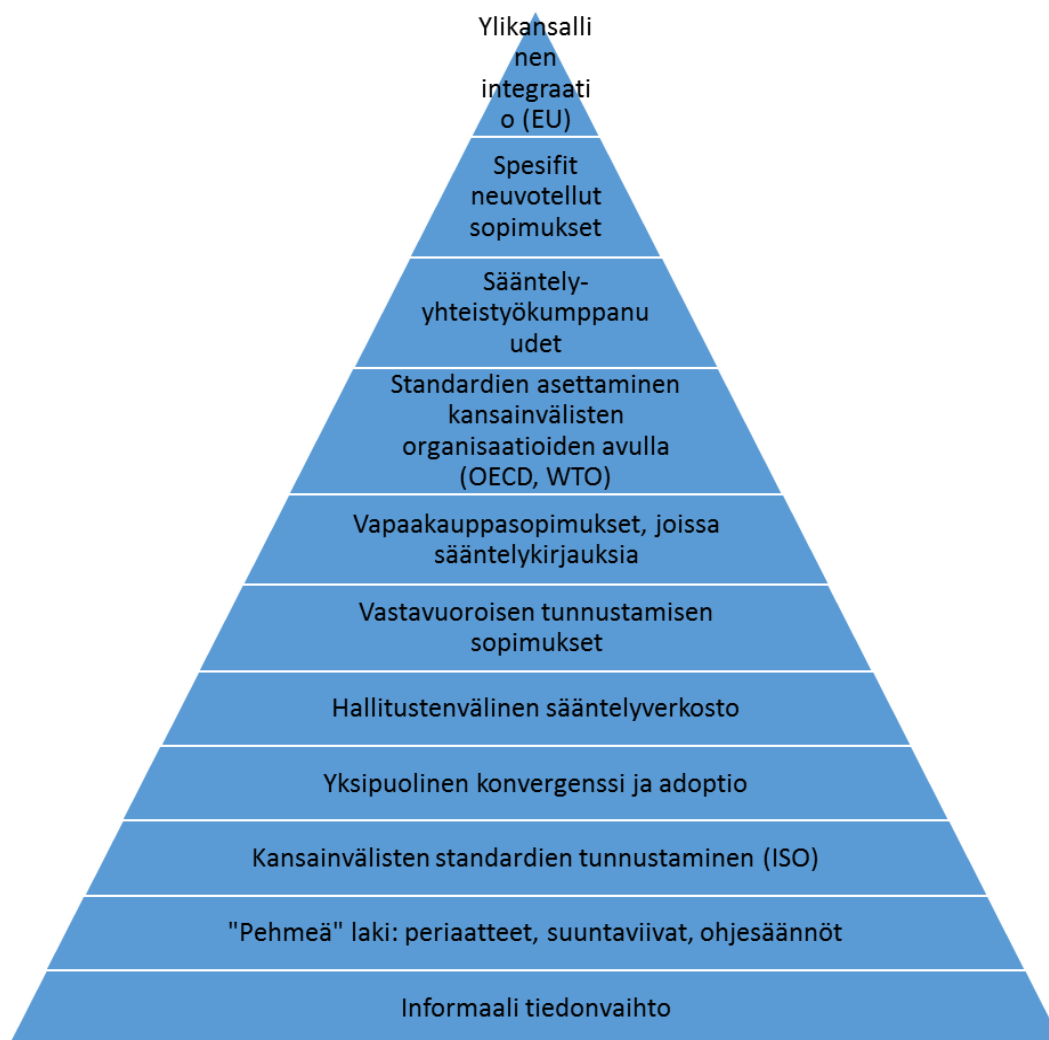 Ylikansalli
nen
integraati
o (EU)
Spesifit
neuvotellut
sopimukset
Sääntely-
yhteistyökumppanu
udet
Standardien asettaminen
kansainvälisten
organisaatioiden avulla
(OECD, WTO)
Vapaakauppasopimukset, joissa
sääntelykirjauksia
Vastavuoroisen tunnustamisen
sopimukset
Hallitustenvälinen sääntelyverkosto
Yksipuolinen konvergenssi ja adoptio
Kansainvälisten standardien tunnustaminen (ISO)
"Pehmeä" laki: periaatteet, suuntaviivat, ohjesäännöt
Informaali tiedonvaihto